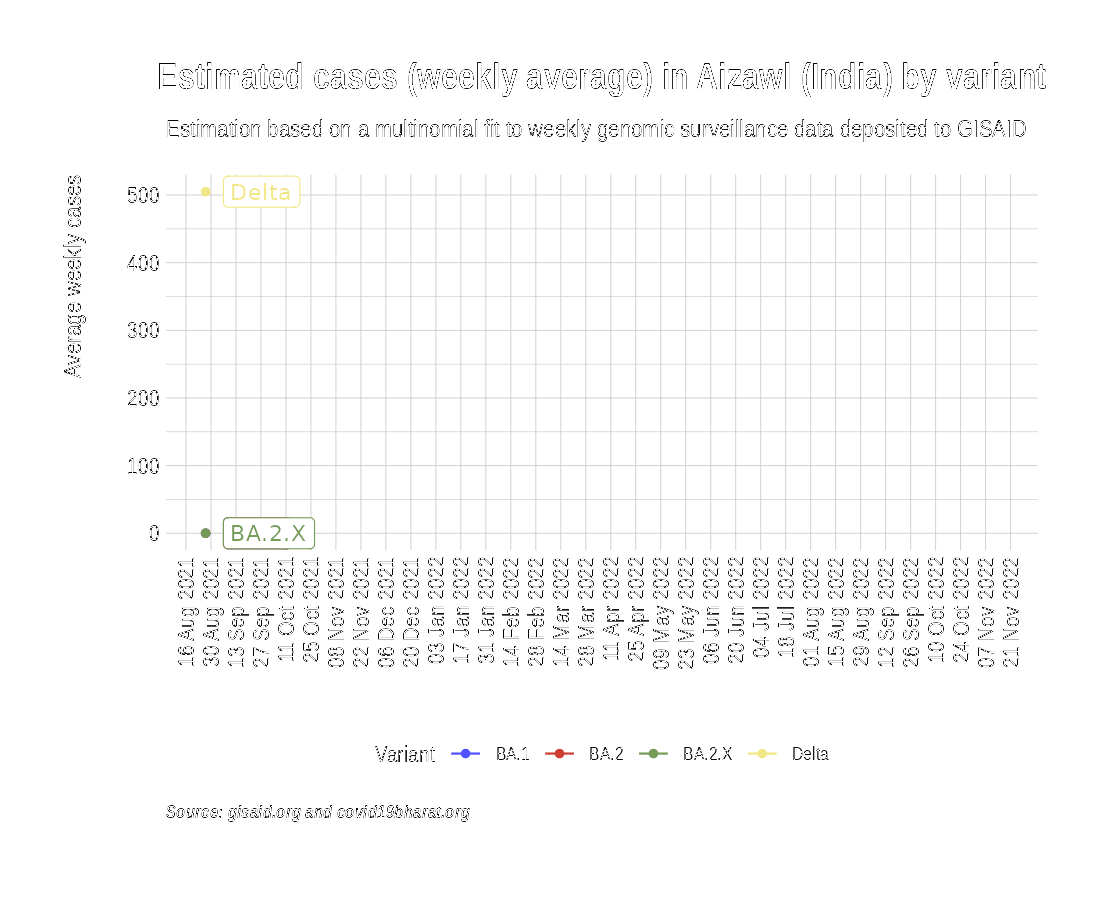 Estimated cases (weekly average) in Aizawl (India) by variant
Estimation based on a multinomial fit to weekly genomic surveillance data deposited to GISAID
Average weekly cases
500
400
300
200
100
0
Delta
BA.2.X
16 Aug 2021
30 Aug 2021
13 Sep 2021
27 Sep 2021
11 Oct 2021
25 Oct 2021
08 Nov 2021
22 Nov 2021
06 Dec 2021
20 Dec 2021
03 Jan 2022
17 Jan 2022
31 Jan 2022
14 Feb 2022
28 Feb 2022
14 Mar 2022
28 Mar 2022
11 Apr 2022
25 Apr 2022
09 May 2022
23 May 2022
06 Jun 2022
20 Jun 2022
04 Jul 2022
18 Jul 2022
01 Aug 2022
15 Aug 2022
29 Aug 2022
12 Sep 2022
26 Sep 2022
10 Oct 2022
24 Oct 2022
07 Nov 2022
21 Nov 2022
Variant BA.1 BA.2 BA.2.X Delta
Source: gisaid.org and covid19bharat.org